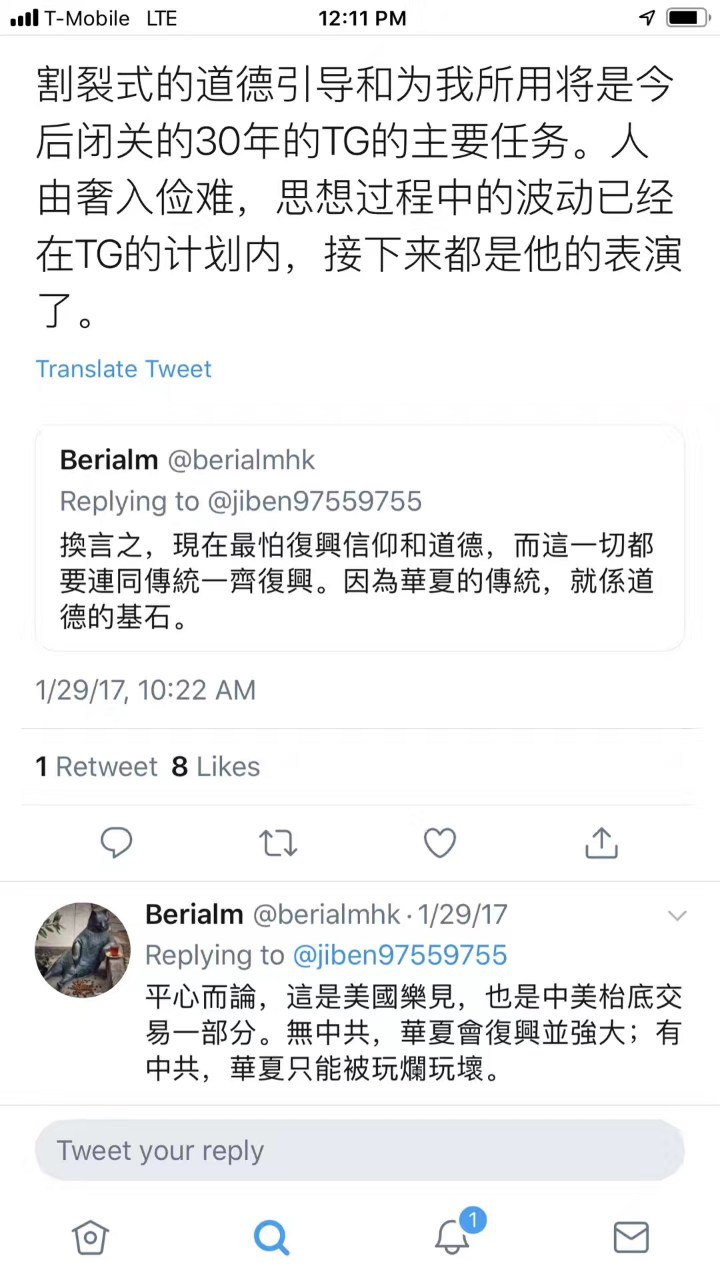 T-Mobile LTE 12:11 PM
割裂式的道德引导和为我所用将是今
后闭关的30年的TG的主要任务。人
由奢入俭难，思想过程中的波动已经
在TG的计划内，接下来都是他的表演
了。
Translate Tweet
Berialm @berialmhk
Replying to @jiben97559755
換言之，現在最怕復興信仰和道德，而這一切都
要連同傳統一齊復興。因為華夏的傳統，就係道
德的基石。
1/29/17, 10:22 AM
1 Retweet 8 Likes
Berialm @berialmhk · 1/29/17
Replying to @jiben97559755
平心而論，這是美國樂見，也是中美枱底交
易一部分。無中共，華夏會復興並強大；有
中共，華夏只能被玩爛玩壞。
Tweet your reply
1